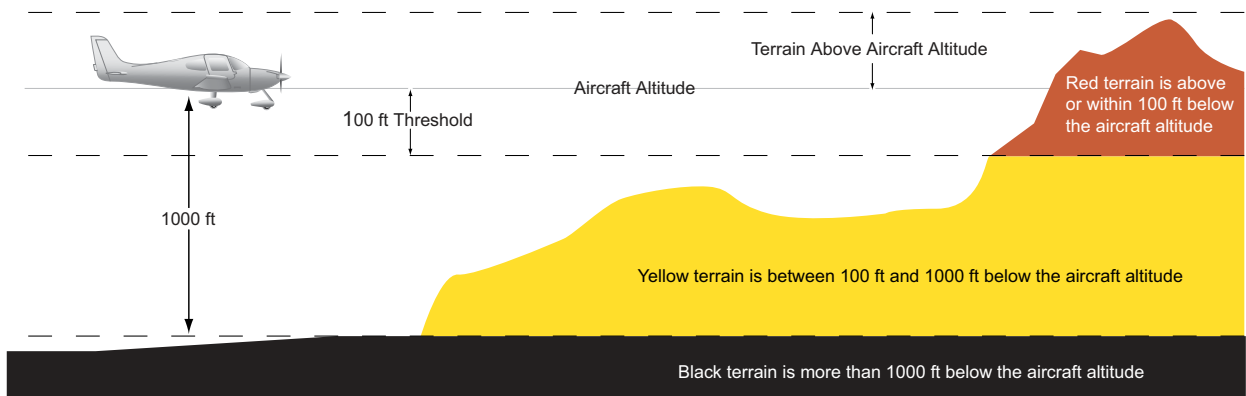 Terrain Above Aircraft Altitude
Aircraft Altitude
Red terrain is above
or within 100 ft below
the aircraft altitude
100 ft Threshold
1000 ft
Yellow terrain is between 100 ft and 1000 ft below the aircraft altitude
Black terrain is more than 1000 ft below the aircraft altitude